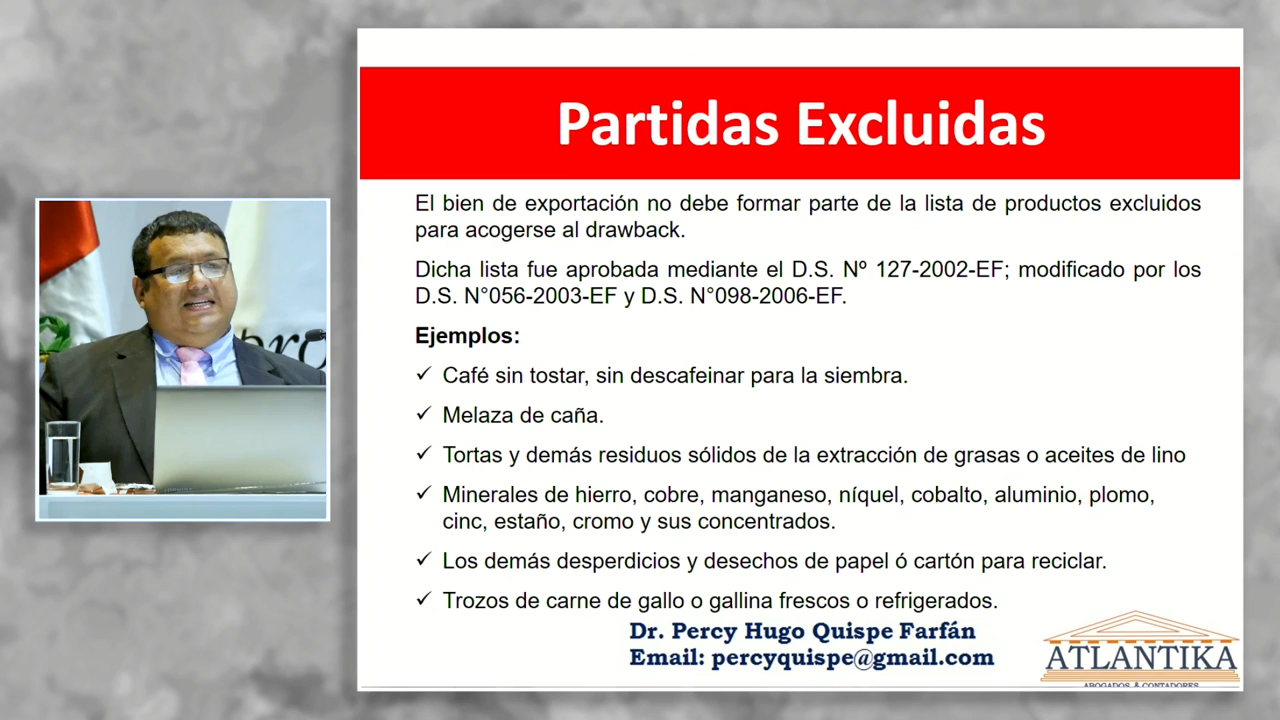 Partidas Excluidas
El bien de exportación no debe formar parte de la lista de productos excluidos
para acogerse al drawback.
Dicha lista fue aprobada mediante el D.S. Nº 127-2002-EF; modificado por los
D.S. N°056-2003-EF y D.S. N°098-2006-EF.
Ejemplos:
✓ Café sin tostar, sin descafeinar para la siembra.
✓ Melaza de caña.
✓ Tortas y demás residuos sólidos de la extracción de grasas o aceites de lino
✓ Minerales de hierro, cobre, manganeso, níquel, cobalto, aluminio, plomo,
cinc, estaño, cromo y sus concentrados.
✓ Los demás desperdicios y desechos de papel ó cartón para reciclar.
✓ Trozos de carne de gallo o gallina frescos o refrigerados.
Dr. Percy Hugo Quispe Farfán
Email: percyquispe@gmail.com
ATLANTIKA
ABOGADOS & CONTADORES